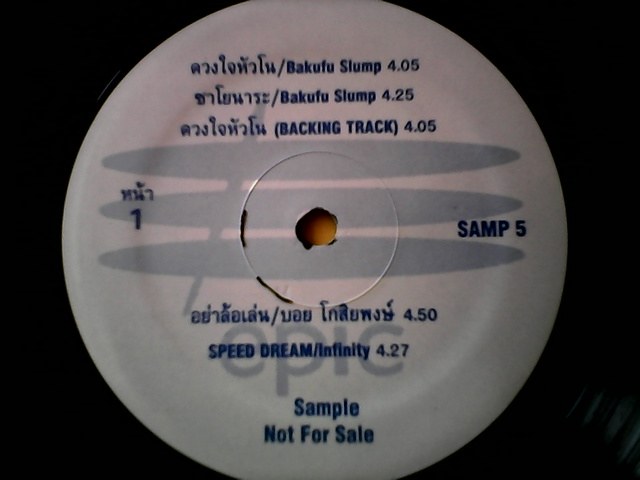 ดวงใจหัวโน/Bakufu Slump 4.05
ซาโยนาระ/Bakufu Slump 4.25
ดวงใจหัวโน (BACKING TRACK) 4.05
หน้า
1
SAMP 5
อย่าล้อเล่น/บอย โกสิยพงษ์ 4.50
epic
SPEED DREAM/Infinity 4.27
Sample
Not For Sale